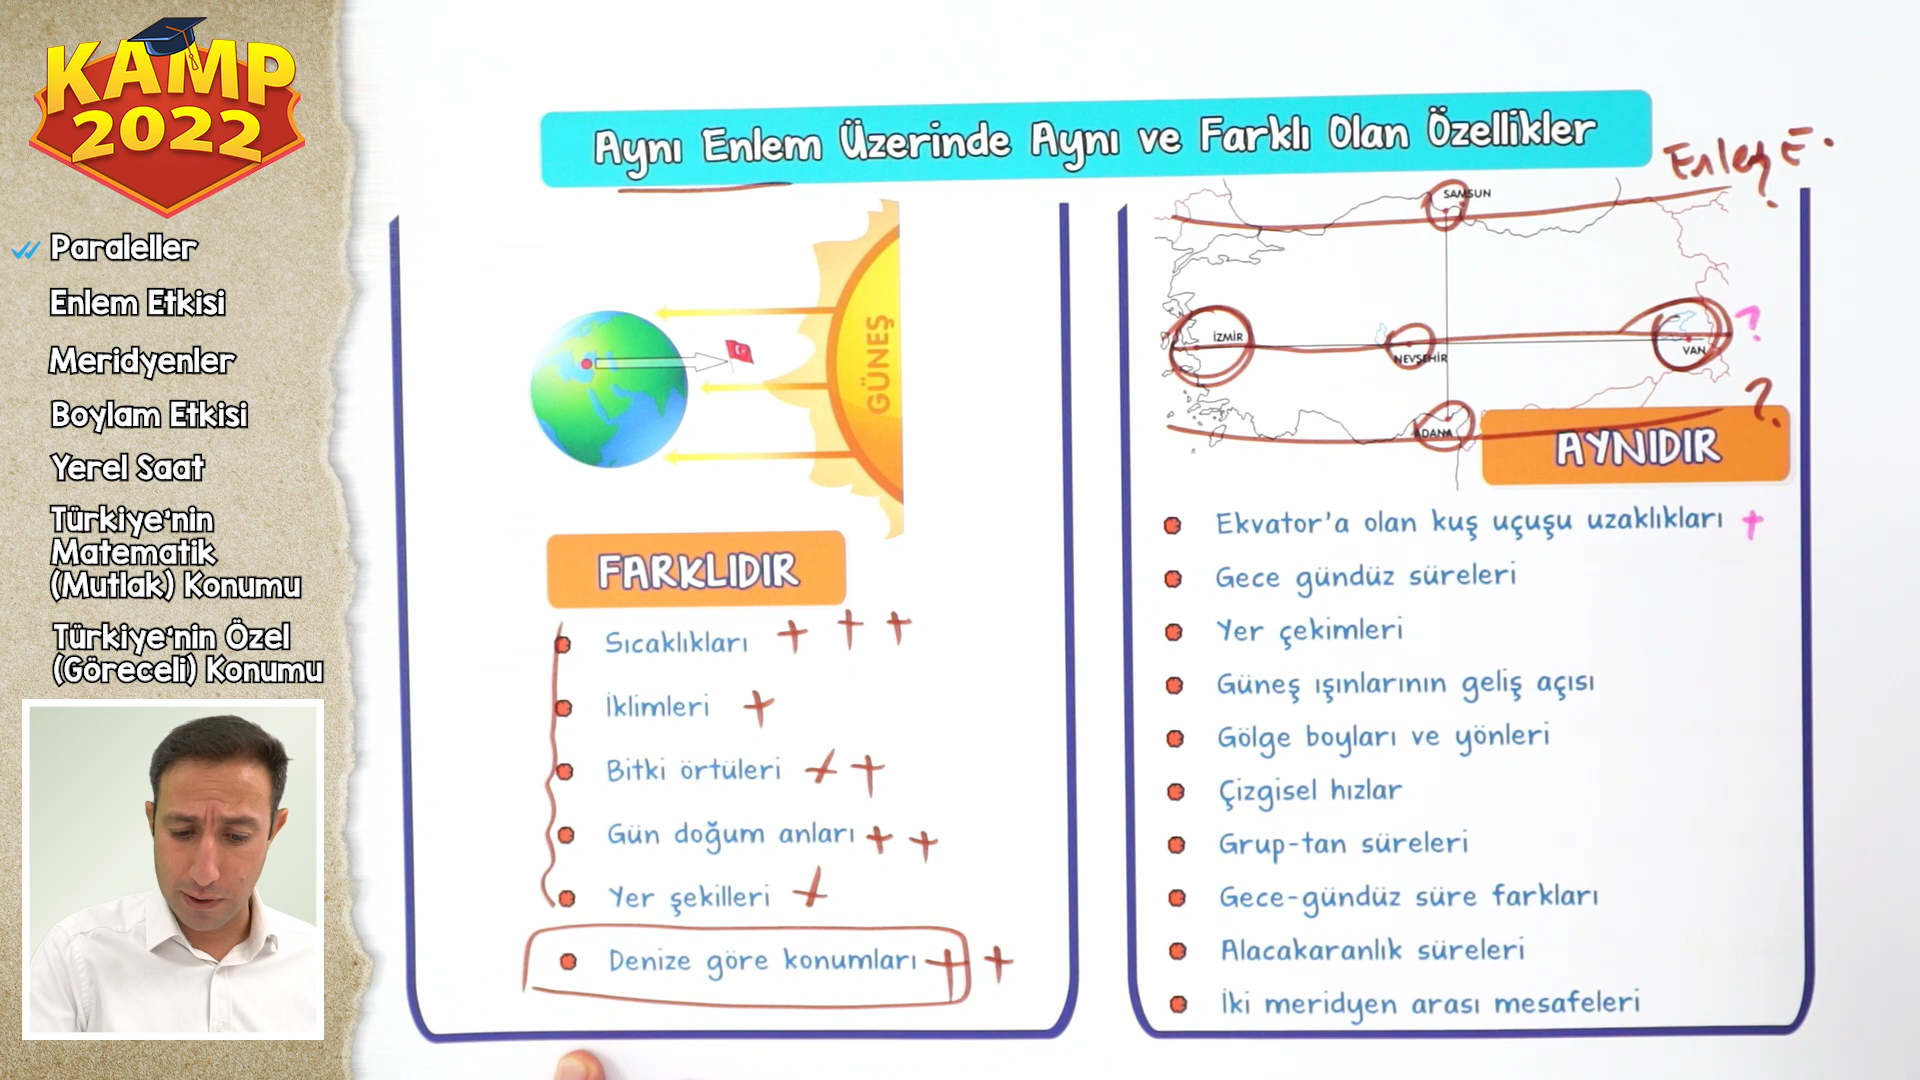 KAMP
2022
Paraleller
Enlem Etkisi
Meridyenler
Boylam Etkisi
Yerel Saat
Türkiye'nin
Matematik
(Mutlak) Konumu
Türkiye'nin Özel
(Göreceli) Konumu
Aynı Enlem Üzerinde Aynı ve Farklı Olan Özellikler
GÜNEŞ
FARKLIDIR
Sıcaklıkları + + +
İklimleri +
Bitki örtüleri + +
Gün doğum anları + +
Yer şekilleri +
Denize göre konumları + +
SAMSUN
İZMİR
NEVŞEHİR
VAN
?
ADANA
?
AYNIDIR
Ekvator'a olan kuş uçuşu uzaklıkları +
Gece gündüz süreleri
Yer çekimleri
Güneş ışınlarının geliş açısı
Gölge boyları ve yönleri
Çizgisel hızlar
Grup-tan süreleri
Gece-gündüz süre farkları
Alacakaranlık süreleri
İki meridyen arası mesafeleri